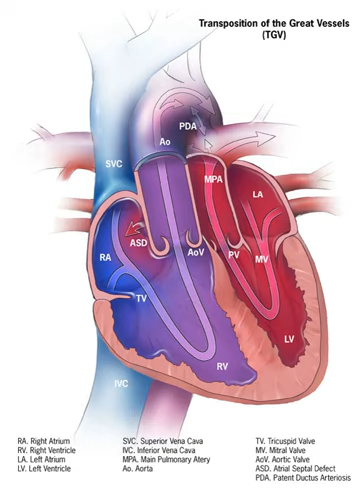 Transposition of the Great Vessels
(TGV)
PDA
Ao
SVC
MPA
LA
ASD
RA
AoV
PV
MV
TV
LV
RV
IVC
RA. Right Atrium
RV. Right Ventricle
LA. Left Atrium
LV. Left Ventricle
SVC. Superior Vena Cava
IVC. Inferior Vena Cava
MPA. Main Pulmonary Atery
Ao. Aorta
TV. Tricuspid Valve
MV. Mitral Valve
AoV. Aortic Valve
ASD. Atrial Septal Defect
PDA. Patent Ductus Arteriosis